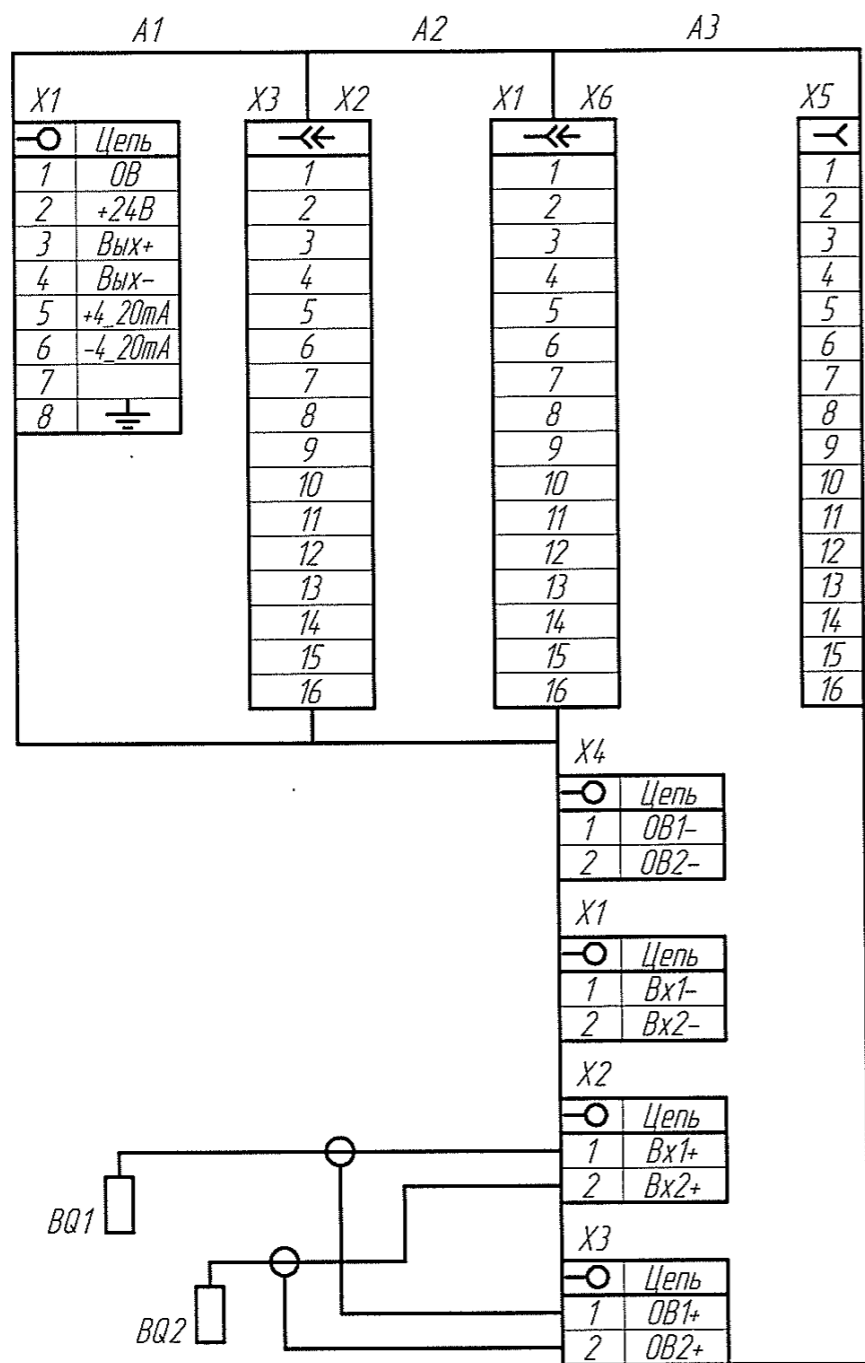 A1 A2 A3
X1 X3 X2 X1 X6 X5
Цепь
1 0В 1 1 1
2 +24В 2 2 2
3 Вых+ 3 3 3
4 Вых- 4 4 4
5 +4_20mA 5 5 5
6 -4_20mA 6 6 6
7 7 7 7
8 8 8 8
9 9 9
10 10 10
11 11 11
12 12 12
13 13 13
14 14 14
15 15 15
16 16 16
X4
Цепь
1 0В1-
2 0В2-
X1
Цепь
1 Вх1-
2 Вх2-
X2
Цепь
1 Вх1+
2 Вх2+
BQ1
X3
Цепь
1 0В1+
BQ2
2 0В2+